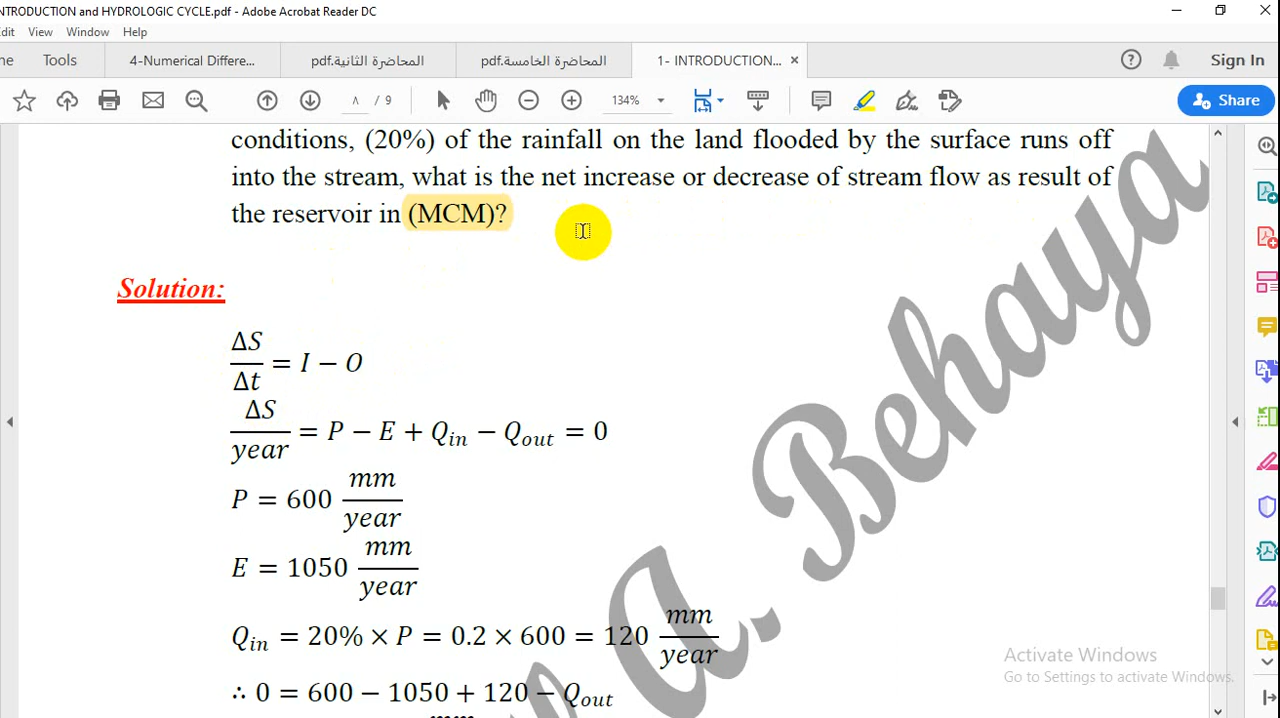 NTRODUCTION and HYDROLOGIC CYCLE.pdf - Adobe Acrobat Reader DC
dit View Window Help
ne Tools 4-Numerical Differe... المحاضرة الثانية.pdf المحاضرة الخامسة.pdf 1- INTRODUCTION... × Sign In
٨ / 9 134% Share
conditions, (20%) of the rainfall on the land flooded by the surface runs off
into the stream, what is the net increase or decrease of stream flow as result of
the reservoir in (MCM)?
Solution:
ΔS/Δt = I − O
ΔS/year = P − E + Q_in − Q_out = 0
P = 600 mm/year
E = 1050 mm/year
Q_in = 20% × P = 0.2 × 600 = 120 mm/year
∴ 0 = 600 − 1050 + 120 − Q_out
A. Behaya
Activate Windows
Go to Settings to activate Windows.